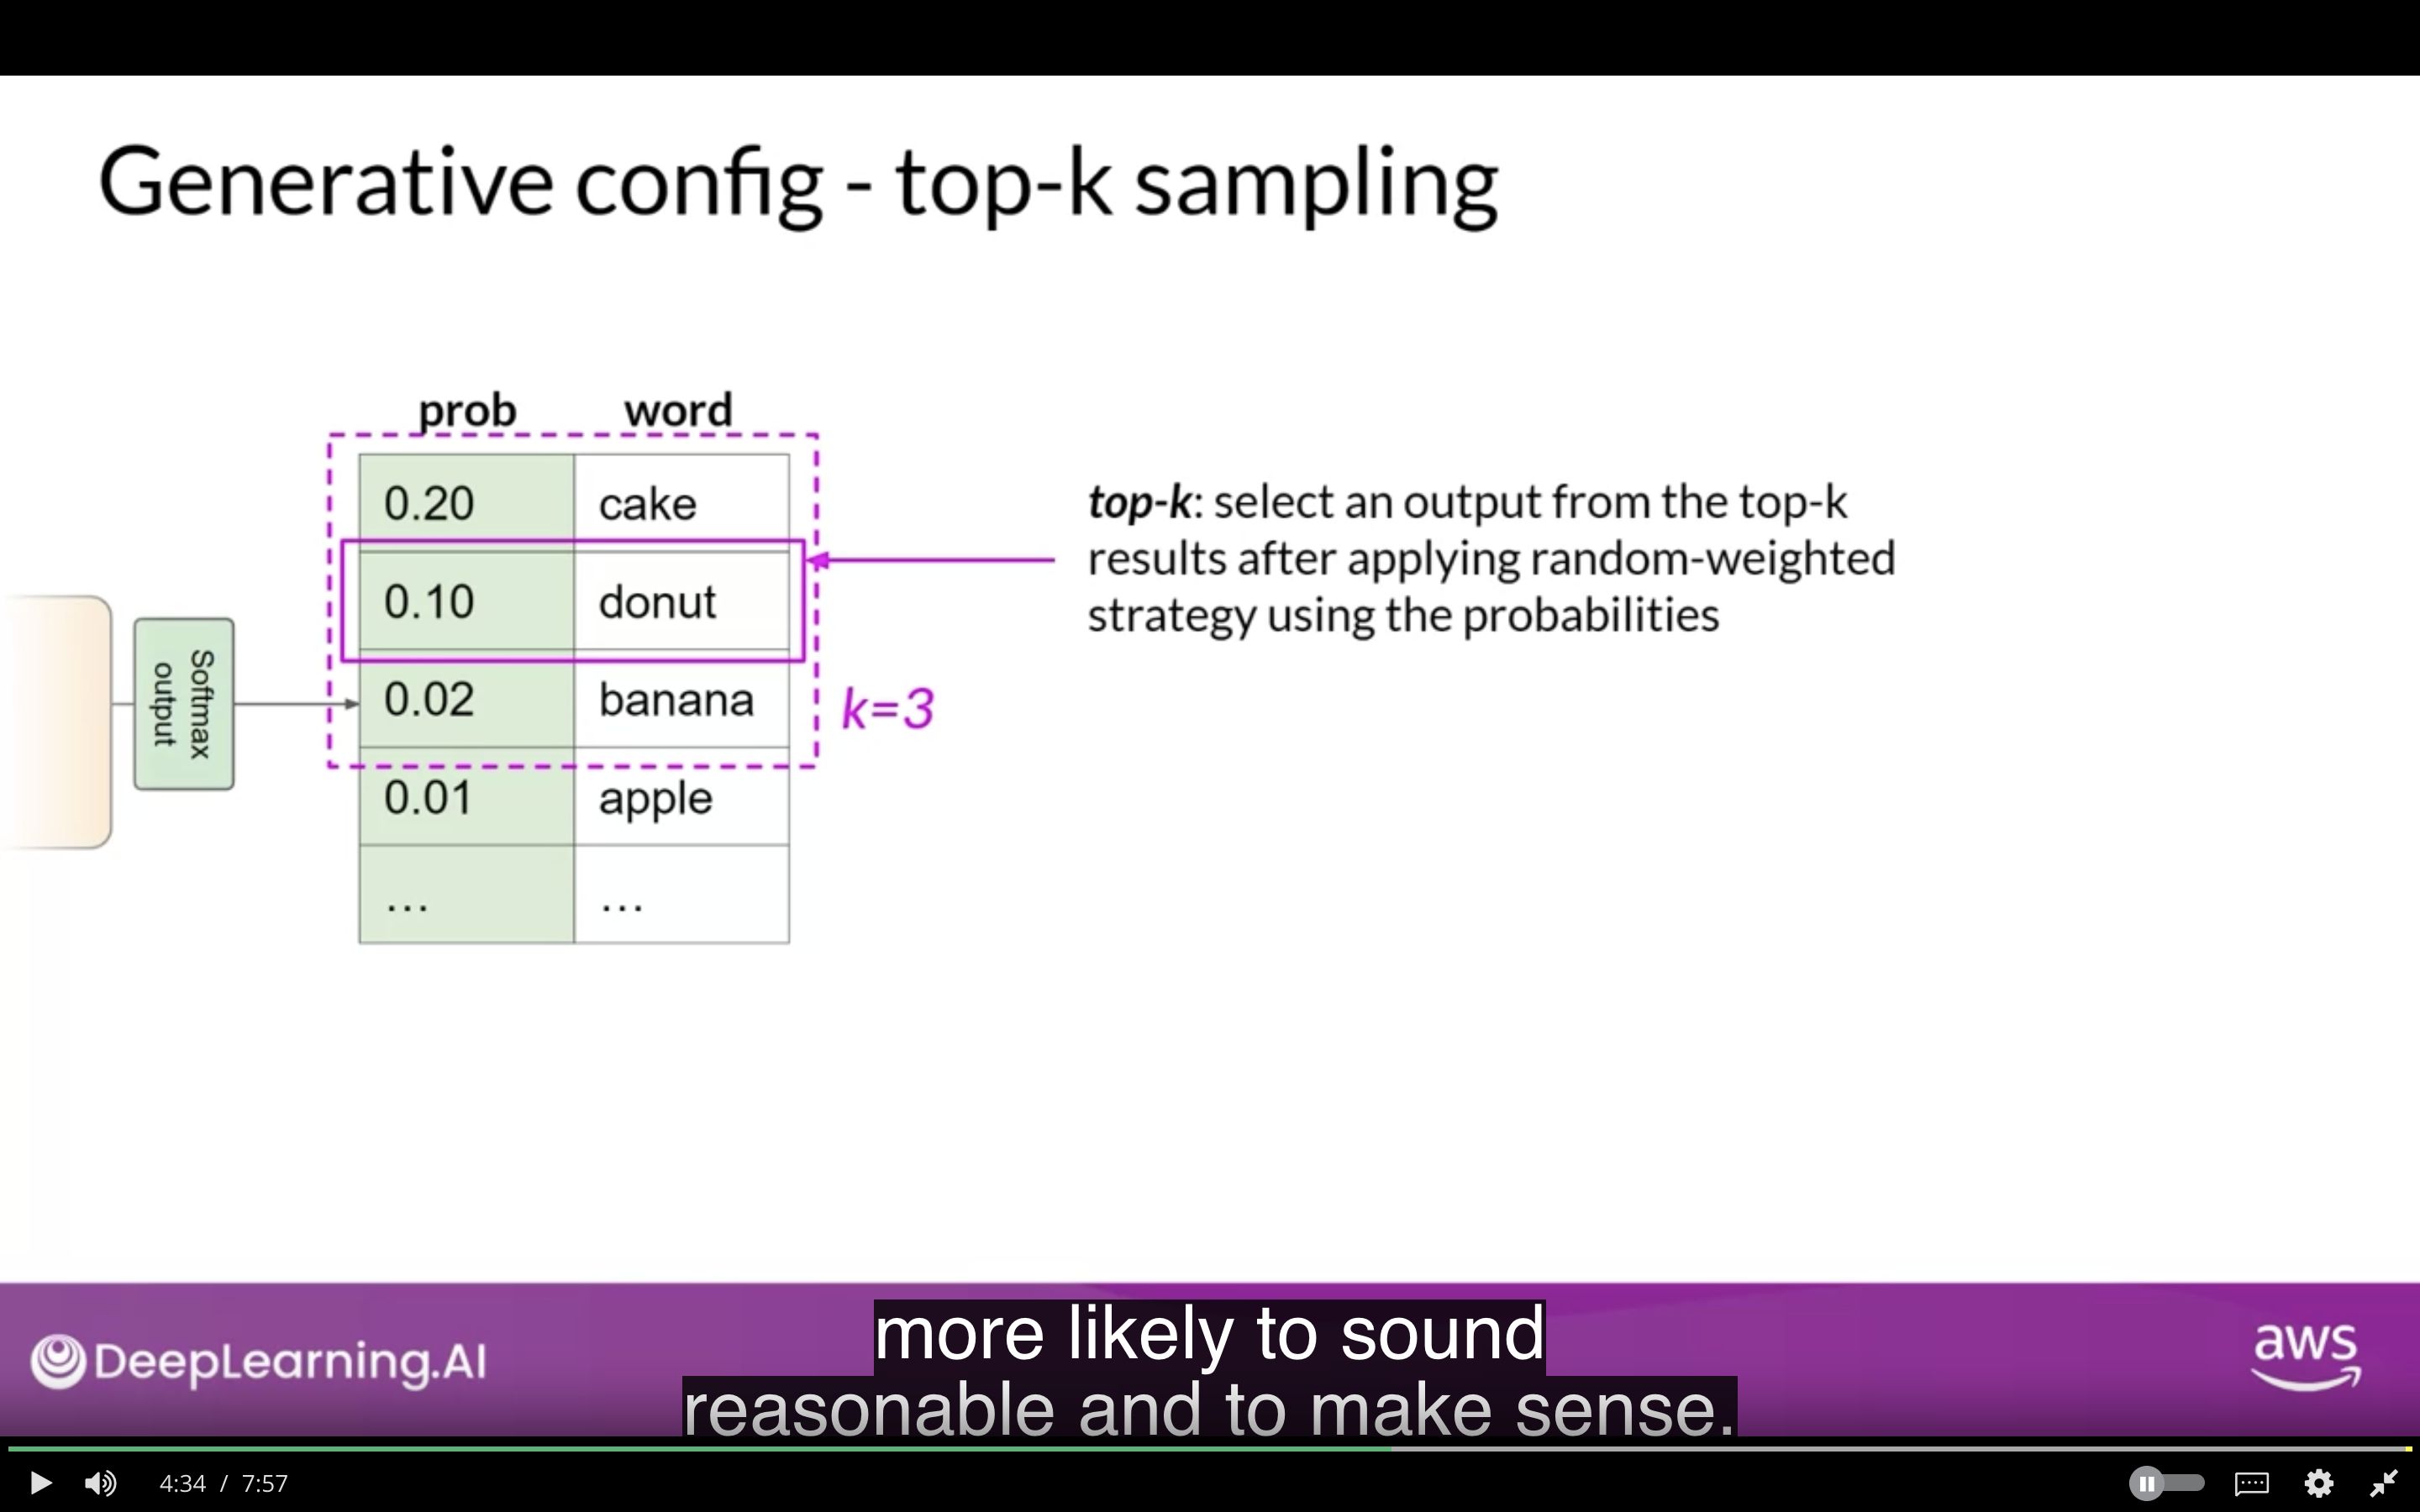 Generative config - top-k sampling
prob word
0.20 cake
0.10 donut
0.02 banana
0.01 apple
... ...
Softmax
output
k=3
top-k: select an output from the top-k
results after applying random-weighted
strategy using the probabilities
DeepLearning.AI
aws
more likely to sound
reasonable and to make sense.
4:34 / 7:57